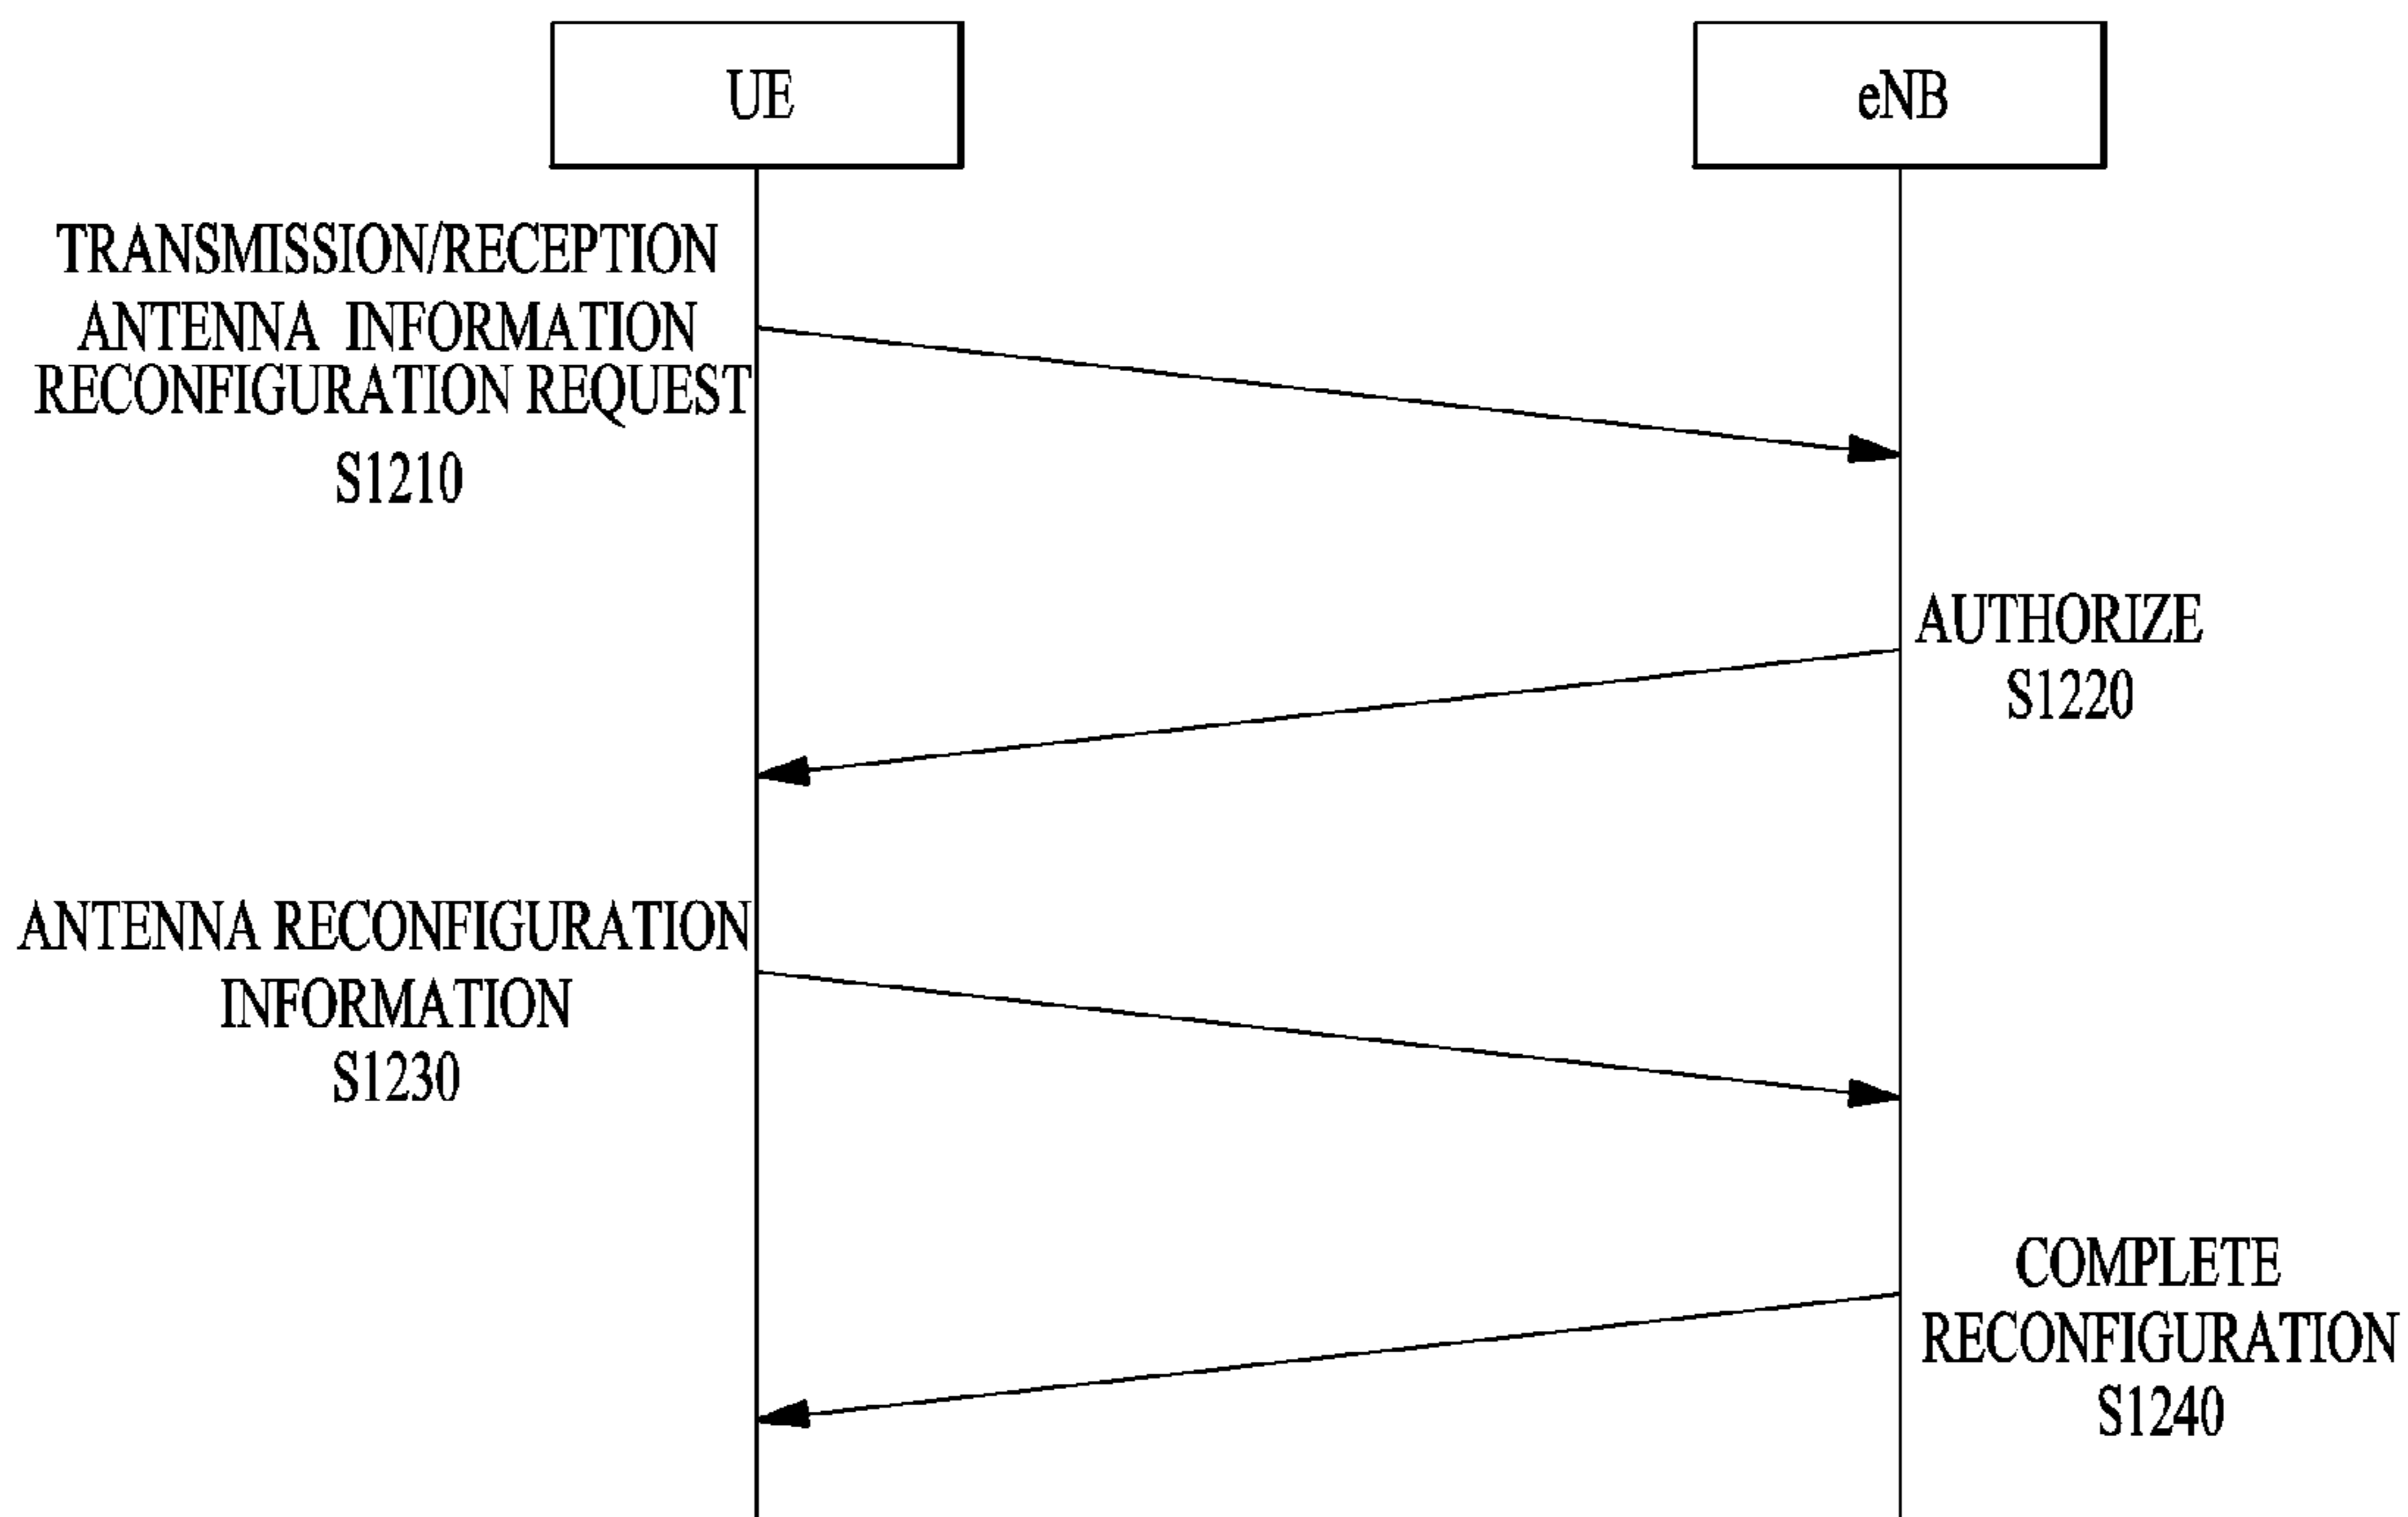 UE
eNB
TRANSMISSION/RECEPTION
ANTENNA INFORMATION
RECONFIGURATION REQUEST
S1210
AUTHORIZE
S1220
ANTENNA RECONFIGURATION
INFORMATION
S1230
COMPLETE
RECONFIGURATION
S1240